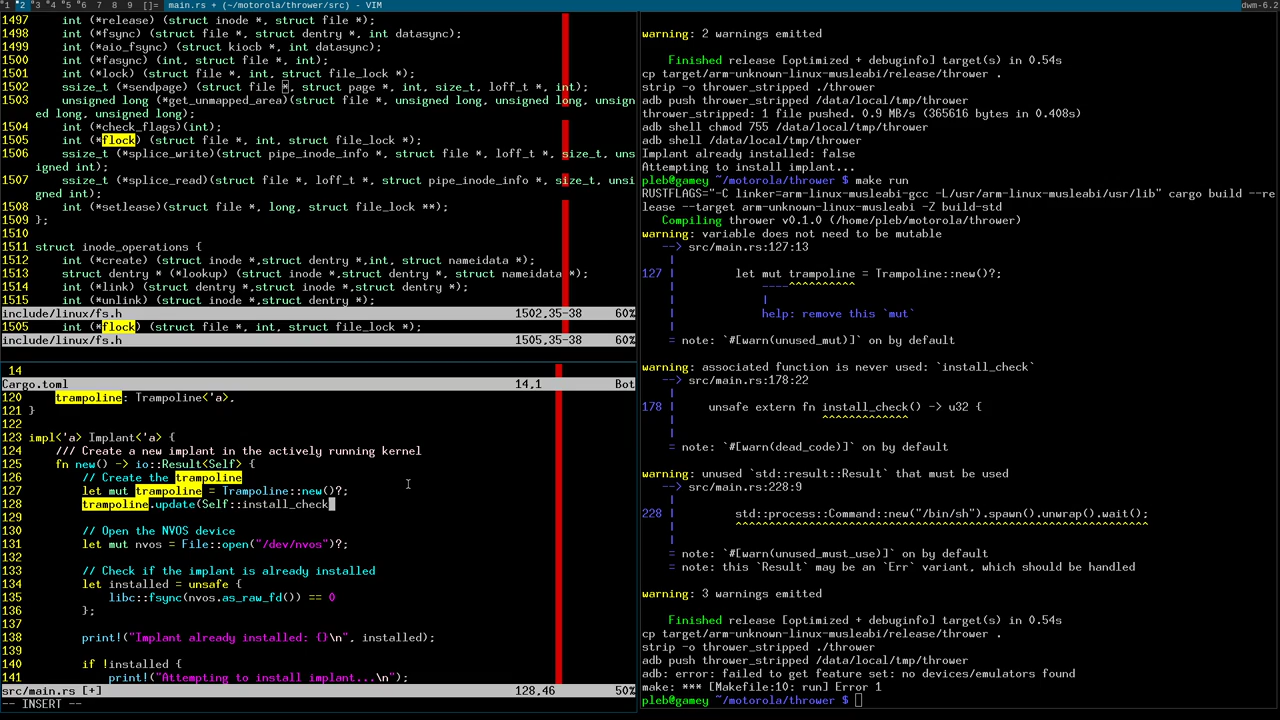 1 2 3 4 5 6 7 8 9 []= main.rs + (~/motorola/thrower/src) - VIM dwm-6.2
1497 int (*release) (struct inode *, struct file *);
1498 int (*fsync) (struct file *, struct dentry *, int datasync);
1499 int (*aio_fsync) (struct kiocb *, int datasync);
1500 int (*fasync) (int, struct file *, int);
1501 int (*lock) (struct file *, int, struct file_lock *);
1502 ssize_t (*sendpage) (struct file *, struct page *, int, size_t, loff_t *, int);
1503 unsigned long (*get_unmapped_area)(struct file *, unsigned long, unsigned long, unsign
ed long, unsigned long);
1504 int (*check_flags)(int);
1505 int (*flock) (struct file *, int, struct file_lock *);
1506 ssize_t (*splice_write)(struct pipe_inode_info *, struct file *, loff_t *, size_t, uns
igned int);
1507 ssize_t (*splice_read)(struct file *, loff_t *, struct pipe_inode_info *, size_t, unsi
gned int);
1508 int (*setlease)(struct file *, long, struct file_lock **);
1509 };
1510
1511 struct inode_operations {
1512 int (*create) (struct inode *,struct dentry *,int, struct nameidata *);
1513 struct dentry * (*lookup) (struct inode *,struct dentry *, struct nameidata *);
1514 int (*link) (struct dentry *,struct inode *,struct dentry *);
1515 int (*unlink) (struct inode *,struct dentry *);
include/linux/fs.h 1502,35-38 60%
1505 int (*flock) (struct file *, int, struct file_lock *);
include/linux/fs.h 1505,35-38 60%
14
Cargo.toml 14,1 Bot
120 trampoline: Trampoline<'a>,
121 }
122
123 impl<'a> Implant<'a> {
124 /// Create a new implant in the actively running kernel
125 fn new() -> io::Result<Self> {
126 // Create the trampoline
127 let mut trampoline = Trampoline::new()?;
128 trampoline.update(Self::install_check
129
130 // Open the NVOS device
131 let mut nvos = File::open("/dev/nvos")?;
132
133 // Check if the implant is already installed
134 let installed = unsafe {
135 libc::fsync(nvos.as_raw_fd()) == 0
136 };
137
138 print!("Implant already installed: {}\n", installed);
139
140 if !installed {
141 print!("Attempting to install implant...\n");
src/main.rs [+] 128,46 50%
-- INSERT --
warning: 2 warnings emitted
Finished release [optimized + debuginfo] target(s) in 0.54s
cp target/arm-unknown-linux-musleabi/release/thrower .
strip -o thrower_stripped ./thrower
adb push thrower_stripped /data/local/tmp/thrower
thrower_stripped: 1 file pushed. 0.9 MB/s (365616 bytes in 0.408s)
adb shell chmod 755 /data/local/tmp/thrower
adb shell /data/local/tmp/thrower
Implant already installed: false
Attempting to install implant...
pleb@gamey ~/motorola/thrower $ make run
RUSTFLAGS="-C linker=arm-linux-musleabi-gcc -L/usr/arm-linux-musleabi/usr/lib" cargo build --re
lease --target arm-unknown-linux-musleabi -Z build-std
Compiling thrower v0.1.0 (/home/pleb/motorola/thrower)
warning: variable does not need to be mutable
--> src/main.rs:127:13
|
127 | let mut trampoline = Trampoline::new()?;
| ----^^^^^^^^^^
| |
| help: remove this `mut`
|
= note: `#[warn(unused_mut)]` on by default
warning: associated function is never used: `install_check`
--> src/main.rs:178:22
|
178 | unsafe extern fn install_check() -> u32 {
| ^^^^^^^^^^^^^
|
= note: `#[warn(dead_code)]` on by default
warning: unused `std::result::Result` that must be used
--> src/main.rs:228:9
|
228 | std::process::Command::new("/bin/sh").spawn().unwrap().wait();
| ^^^^^^^^^^^^^^^^^^^^^^^^^^^^^^^^^^^^^^^^^^^^^^^^^^^^^^^^^^^^^^
|
= note: `#[warn(unused_must_use)]` on by default
= note: this `Result` may be an `Err` variant, which should be handled
warning: 3 warnings emitted
Finished release [optimized + debuginfo] target(s) in 0.54s
cp target/arm-unknown-linux-musleabi/release/thrower .
strip -o thrower_stripped ./thrower
adb push thrower_stripped /data/local/tmp/thrower
adb: error: failed to get feature set: no devices/emulators found
make: *** [Makefile:10: run] Error 1
pleb@gamey ~/motorola/thrower $